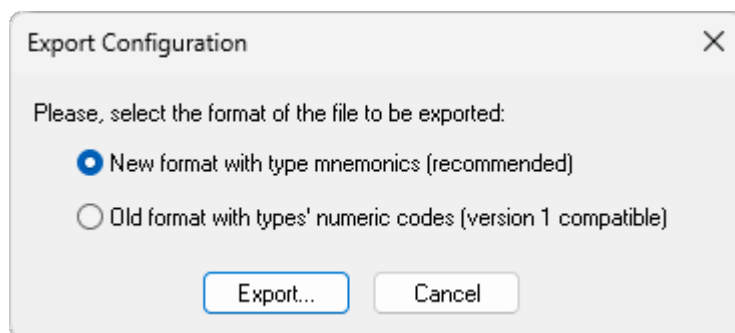 Export Configuration
Please, select the format of the file to be exported:
New format with type mnemonics (recommended)
Old format with types' numeric codes (version 1 compatible)
Export... Cancel